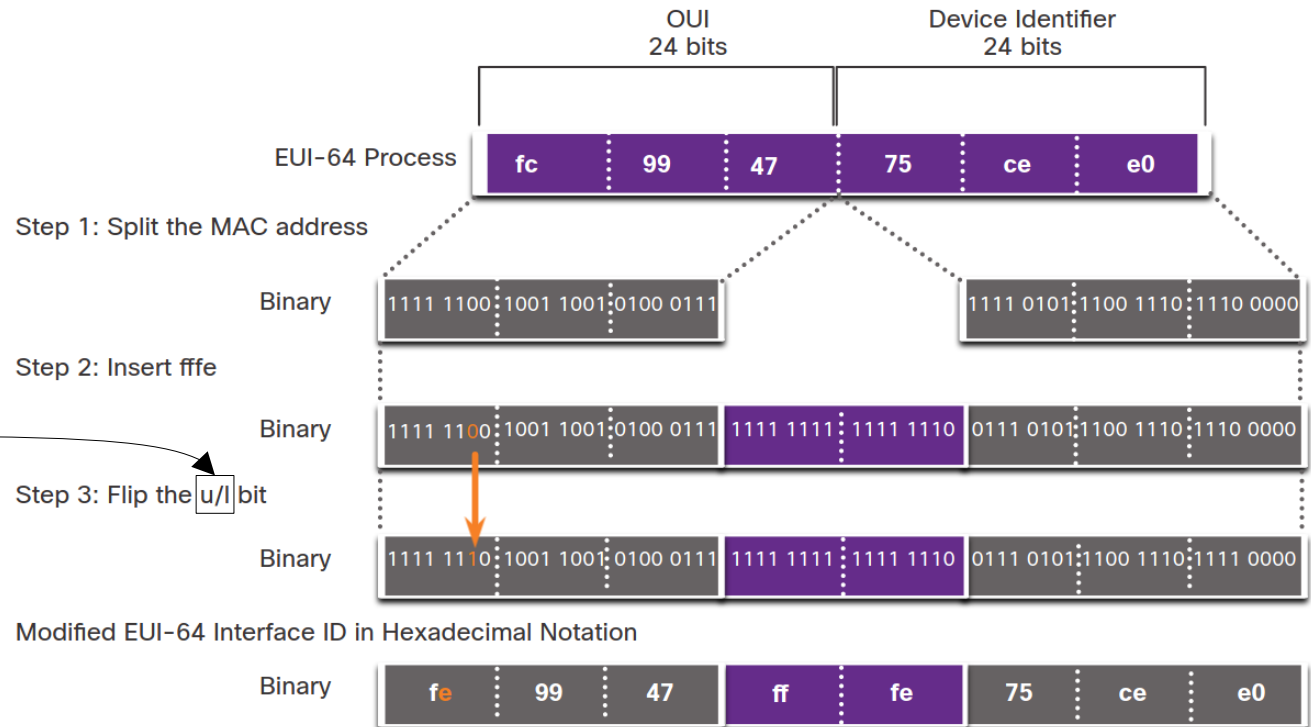 OUI
24 bits
Device Identifier
24 bits
EUI-64 Process
fc 99 47 75 ce e0
Step 1: Split the MAC address
Binary
1111 1100 1001 1001 0100 0111 1111 0101 1100 1110 1110 0000
Step 2: Insert fffe
Binary
1111 1100 1001 1001 0100 0111 1111 1111 1111 1110 0111 0101 1100 1110 1110 0000
Step 3: Flip the u/l bit
Binary
1111 1110 1001 1001 0100 0111 1111 1111 1111 1110 0111 0101 1100 1110 1111 0000
Modified EUI-64 Interface ID in Hexadecimal Notation
Binary
fe 99 47 ff fe 75 ce e0